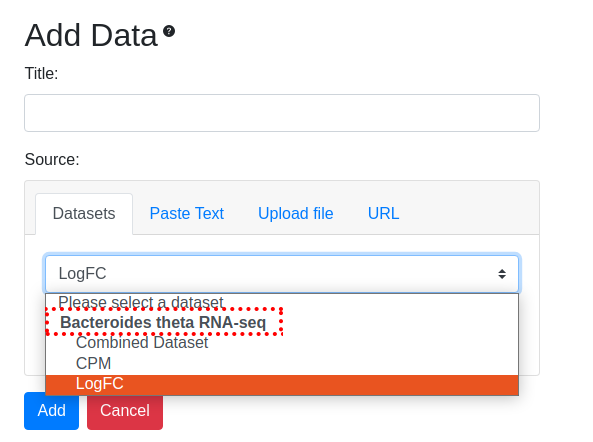 Add Data ?
Title:
Source:
Datasets Paste Text Upload file URL
LogFC
Please select a dataset
Bacteroides theta RNA-seq
Combined Dataset
CPM
LogFC
Add Cancel